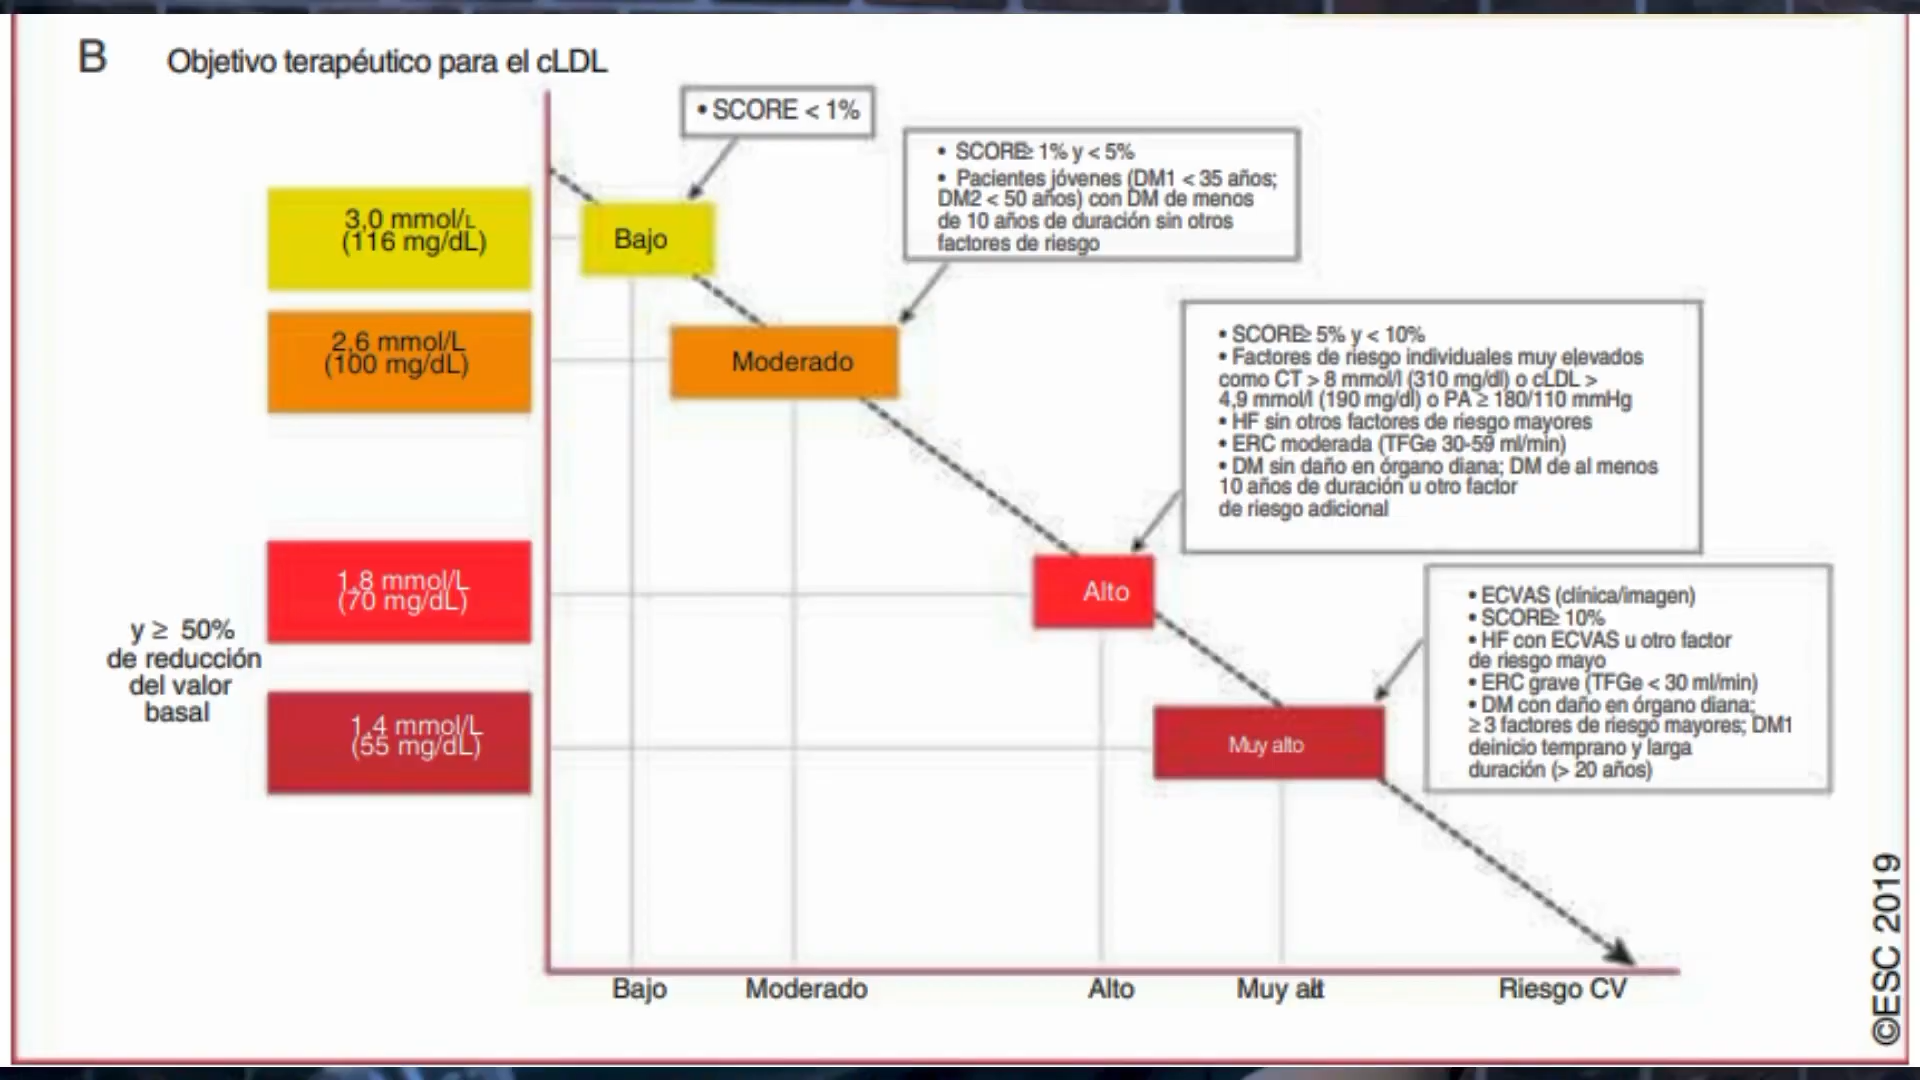 B Objetivo terapéutico para el cLDL
• SCORE < 1%
• SCORE≥ 1% y < 5%
• Pacientes jóvenes (DM1 < 35 años;
DM2 < 50 años) con DM de menos
de 10 años de duración sin otros
factores de riesgo
3,0 mmol/L
(116 mg/dL)
Bajo
2,6 mmol/L
(100 mg/dL)
Moderado
• SCORE≥ 5% y < 10%
• Factores de riesgo individuales muy elevados
como CT > 8 mmol/l (310 mg/dl) o cLDL >
4,9 mmol/l (190 mg/dl) o PA ≥ 180/110 mmHg
• HF sin otros factores de riesgo mayores
• ERC moderada (TFGe 30-59 ml/min)
• DM sin daño en órgano diana; DM de al menos
10 años de duración u otro factor
de riesgo adicional
1,8 mmol/L
(70 mg/dL)
Alto
y ≥ 50%
de reducción
del valor
basal
• ECVAS (clínica/imagen)
• SCORE≥ 10%
• HF con ECVAS u otro factor
de riesgo mayo
• ERC grave (TFGe < 30 ml/min)
• DM con daño en órgano diana;
≥ 3 factores de riesgo mayores; DM1
deinicio temprano y larga
duración (> 20 años)
1,4 mmol/L
(55 mg/dL)
Muy alto
Bajo Moderado Alto Muy alt Riesgo CV
©ESC 2019